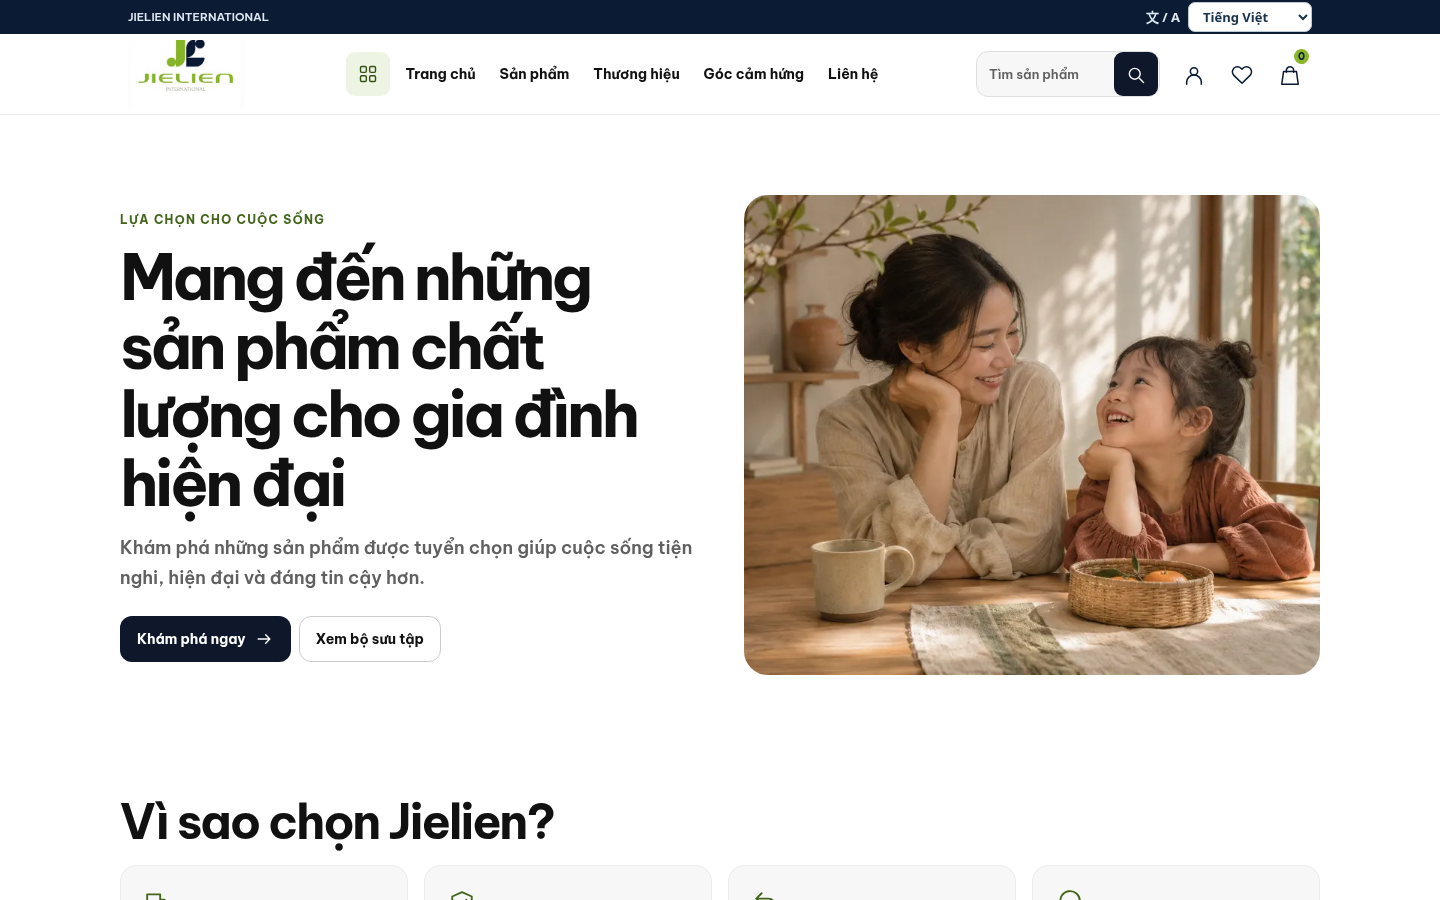 JIELIEN INTERNATIONAL
文 / A
Tiếng Việt
JIELIEN
INTERNATIONAL
Trang chủ
Sản phẩm
Thương hiệu
Góc cảm hứng
Liên hệ
Tìm sản phẩm
0
LỰA CHỌN CHO CUỘC SỐNG
Mang đến những
sản phẩm chất
lượng cho gia đình
hiện đại
Khám phá những sản phẩm được tuyển chọn giúp cuộc sống tiện
nghi, hiện đại và đáng tin cậy hơn.
Khám phá ngay
Xem bộ sưu tập
Vì sao chọn Jielien?